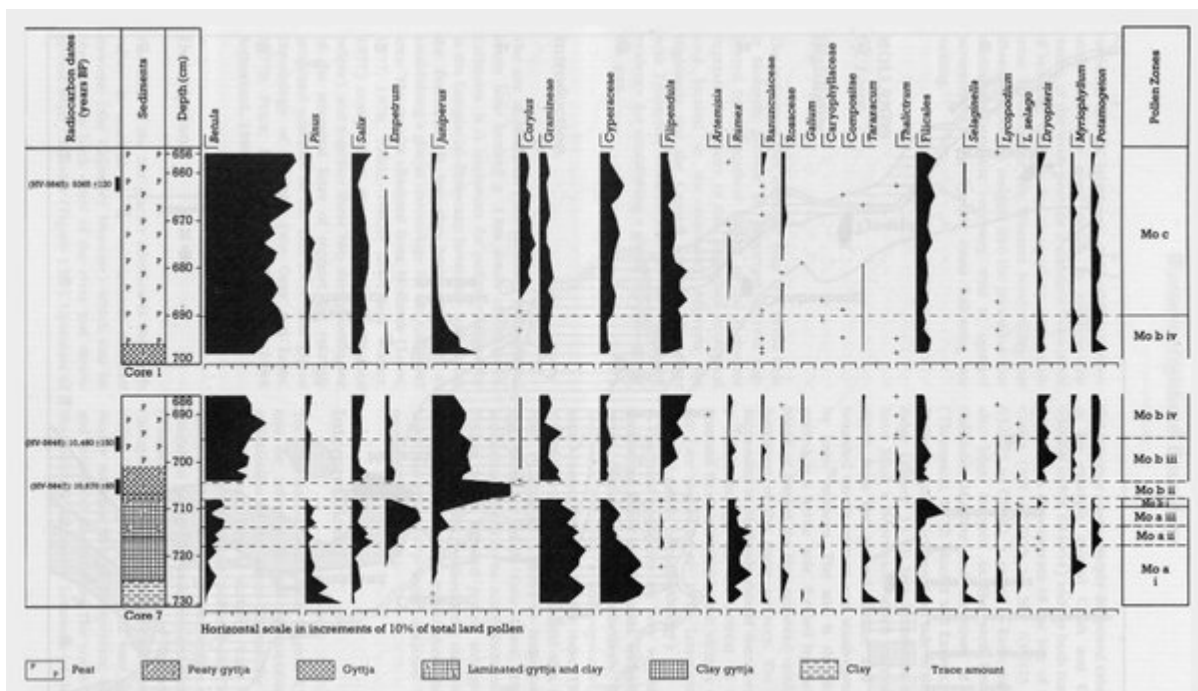 Radiocarbon dates
(years BP)
Sediments
Depth (cm)
Betula
Pinus
Salix
Empetrum
Juniperus
Corylus
Gramineae
Cyperaceae
Filipendula
Artemisia
Rumex
Ranunculaceae
Rosaceae
Galium
Caryophyllaceae
Compositae
Taraxacum
Thalictrum
Filicales
Selaginella
Lycopodium
L. selago
Dryopteris
Myriophyllum
Potamogeton
Pollen Zones
656
660
670
680
690
700
Mo c
Mo b iv
Core 1
686
690
700
710
720
730
Mo b iv
Mo b iii
Mo b ii
Mo a iii
Mo a ii
Mo a
i
Core 7
Horizontal scale in increments of 10% of total land pollen
Peat
Peaty gyttja
Gyttja
Laminated gyttja and clay
Clay gyttja
Clay
Trace amount